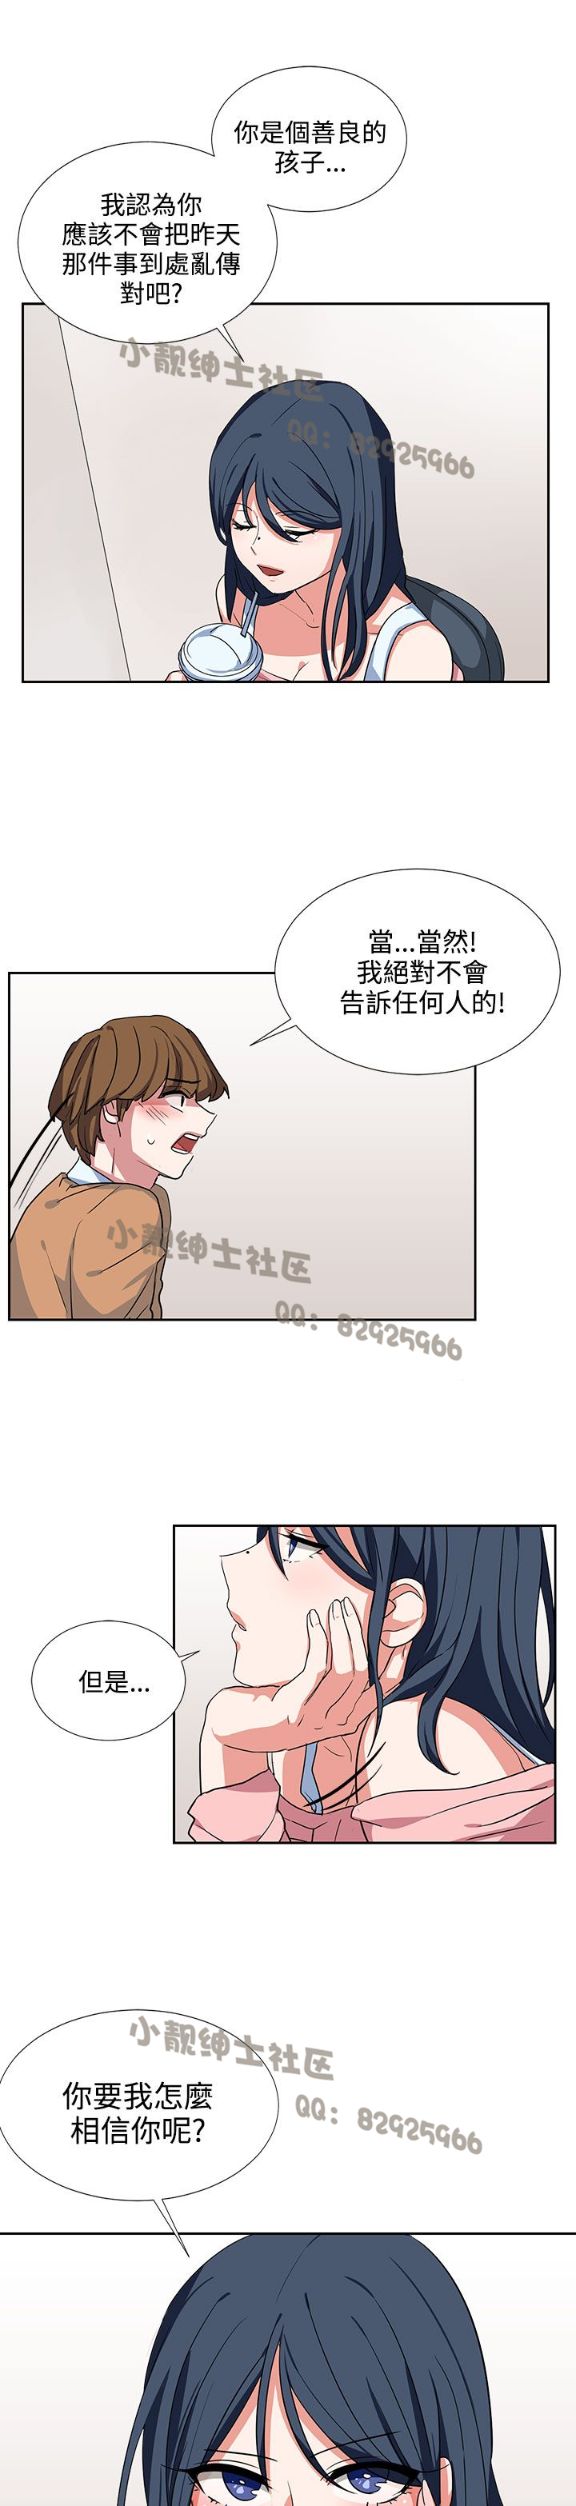 你是個善良的
孩子...
我認為你
應該不會把昨天
那件事到處亂傳
對吧?
小靓绅士社区
QQ: 82925966
當...當然!
我絕對不會
告訴任何人的!
小靓绅士社区
QQ: 82925966
但是...
小靓绅士社区
QQ: 82925966
你要我怎麼
相信你呢?